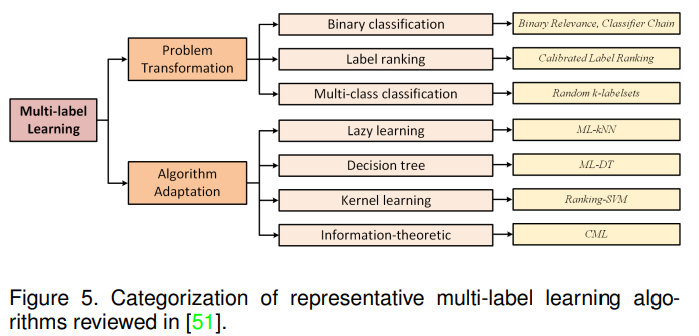 Multi-label
Learning
Problem
Transformation
Binary classification
Binary Relevance, Classifier Chain
Label ranking
Calibrated Label Ranking
Multi-class classification
Random k-labelsets
Algorithm
Adaptation
Lazy learning
ML-kNN
Decision tree
ML-DT
Kernel learning
Ranking-SVM
Information-theoretic
CML
Figure 5. Categorization of representative multi-label learning algo-
rithms reviewed in [51].